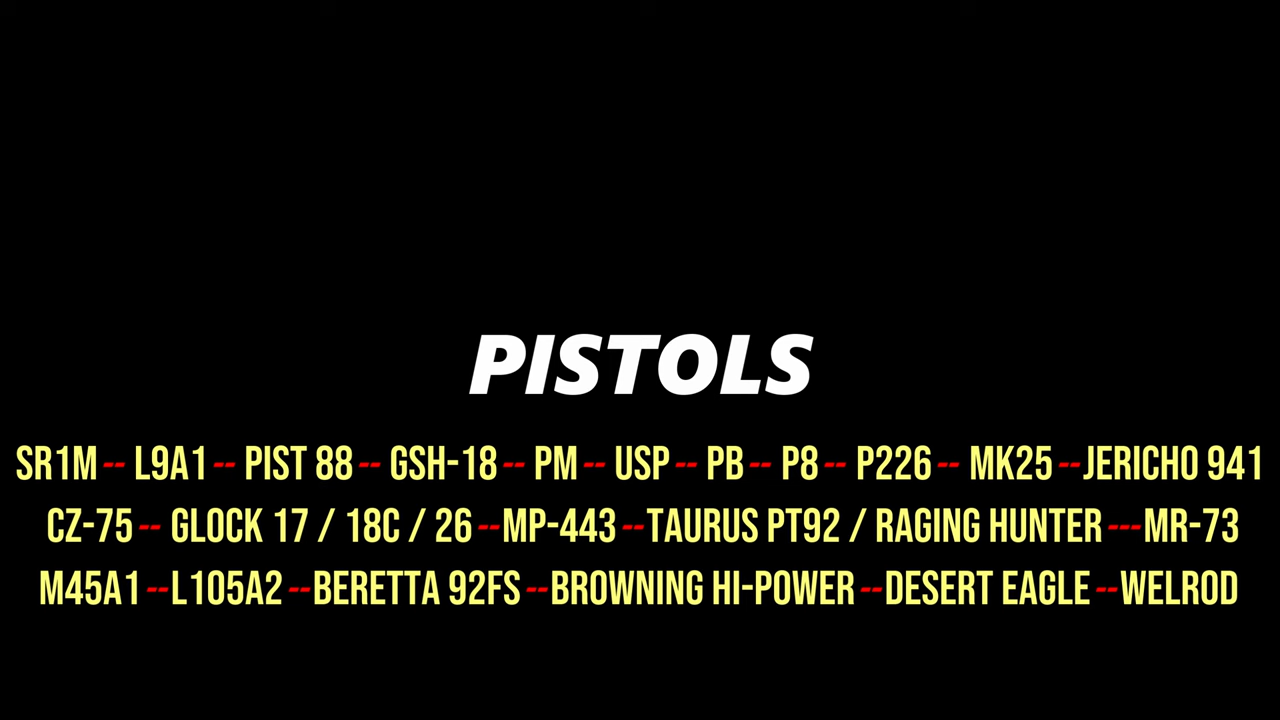 PISTOLS
SR1M -- L9A1 -- PIST 88 -- GSH-18 -- PM -- USP -- PB -- P8 -- P226 -- MK25 --JERICHO 941
CZ-75 -- GLOCK 17 / 18C / 26 --MP-443 --TAURUS PT92 / RAGING HUNTER ---MR-73
M45A1 --L105A2 --BERETTA 92FS --BROWNING HI-POWER --DESERT EAGLE --WELROD